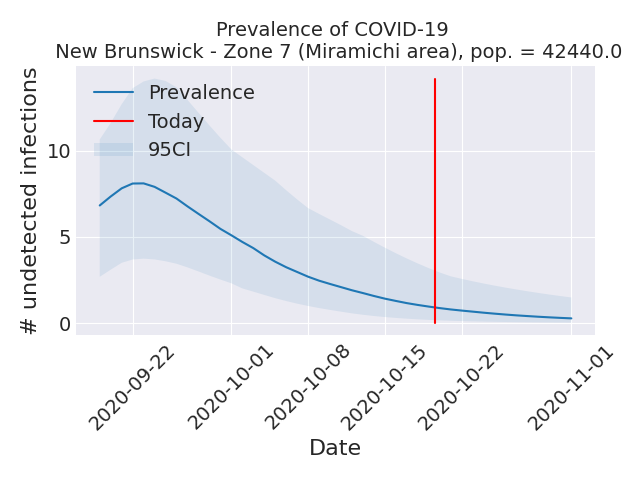 Prevalence of COVID-19
New Brunswick - Zone 7 (Miramichi area), pop. = 42440.0
Prevalence
Today
95CI
# undetected infections
10
5
0
2020-09-22
2020-10-01
2020-10-08
2020-10-15
2020-10-22
2020-11-01
Date